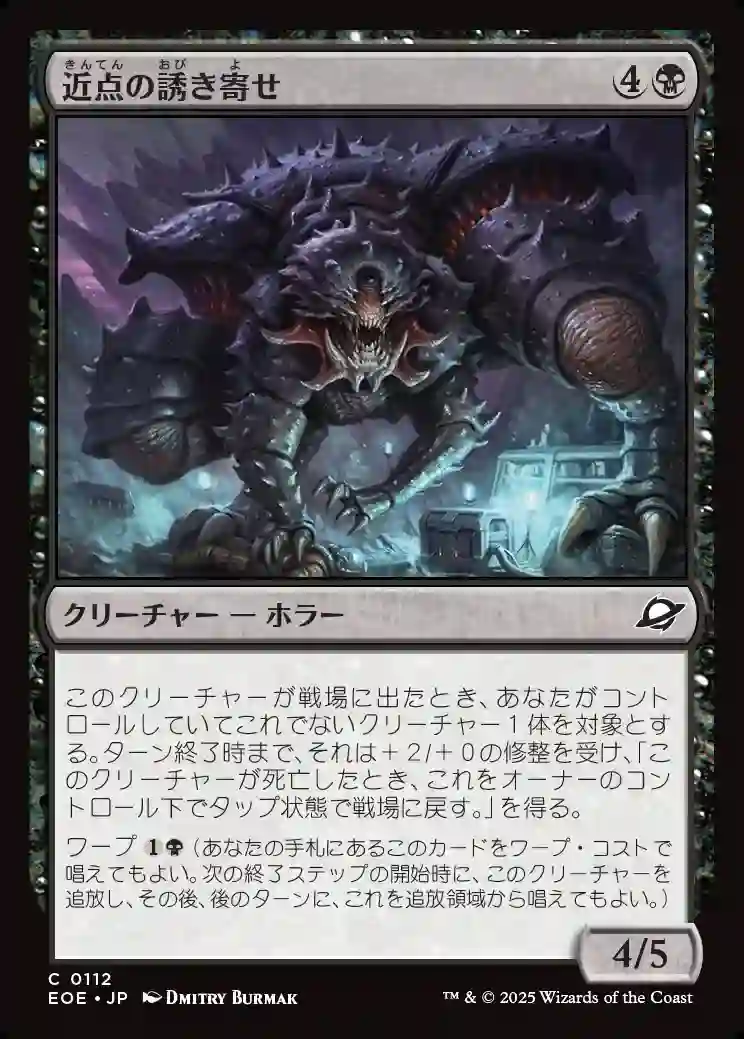 近点の誘き寄せ
きんてん おび よ
4
クリーチャー — ホラー
このクリーチャーが戦場に出たとき、あなたがコント
ロールしていてこれでないクリーチャー１体を対象とす
る。ターン終了時まで、それは＋２/＋０の修整を受け、「こ
のクリーチャーが死亡したとき、これをオーナーのコン
トロール下でタップ状態で戦場に戻す。」を得る。
ワープ 1（あなたの手札にあるこのカードをワープ・コストで
唱えてもよい。次の終了ステップの開始時に、このクリーチャーを
追放し、その後、後のターンに、これを追放領域から唱えてもよい。）
4/5
C 0112
EOE • JP DMITRY BURMAK
™ & © 2025 Wizards of the Coast